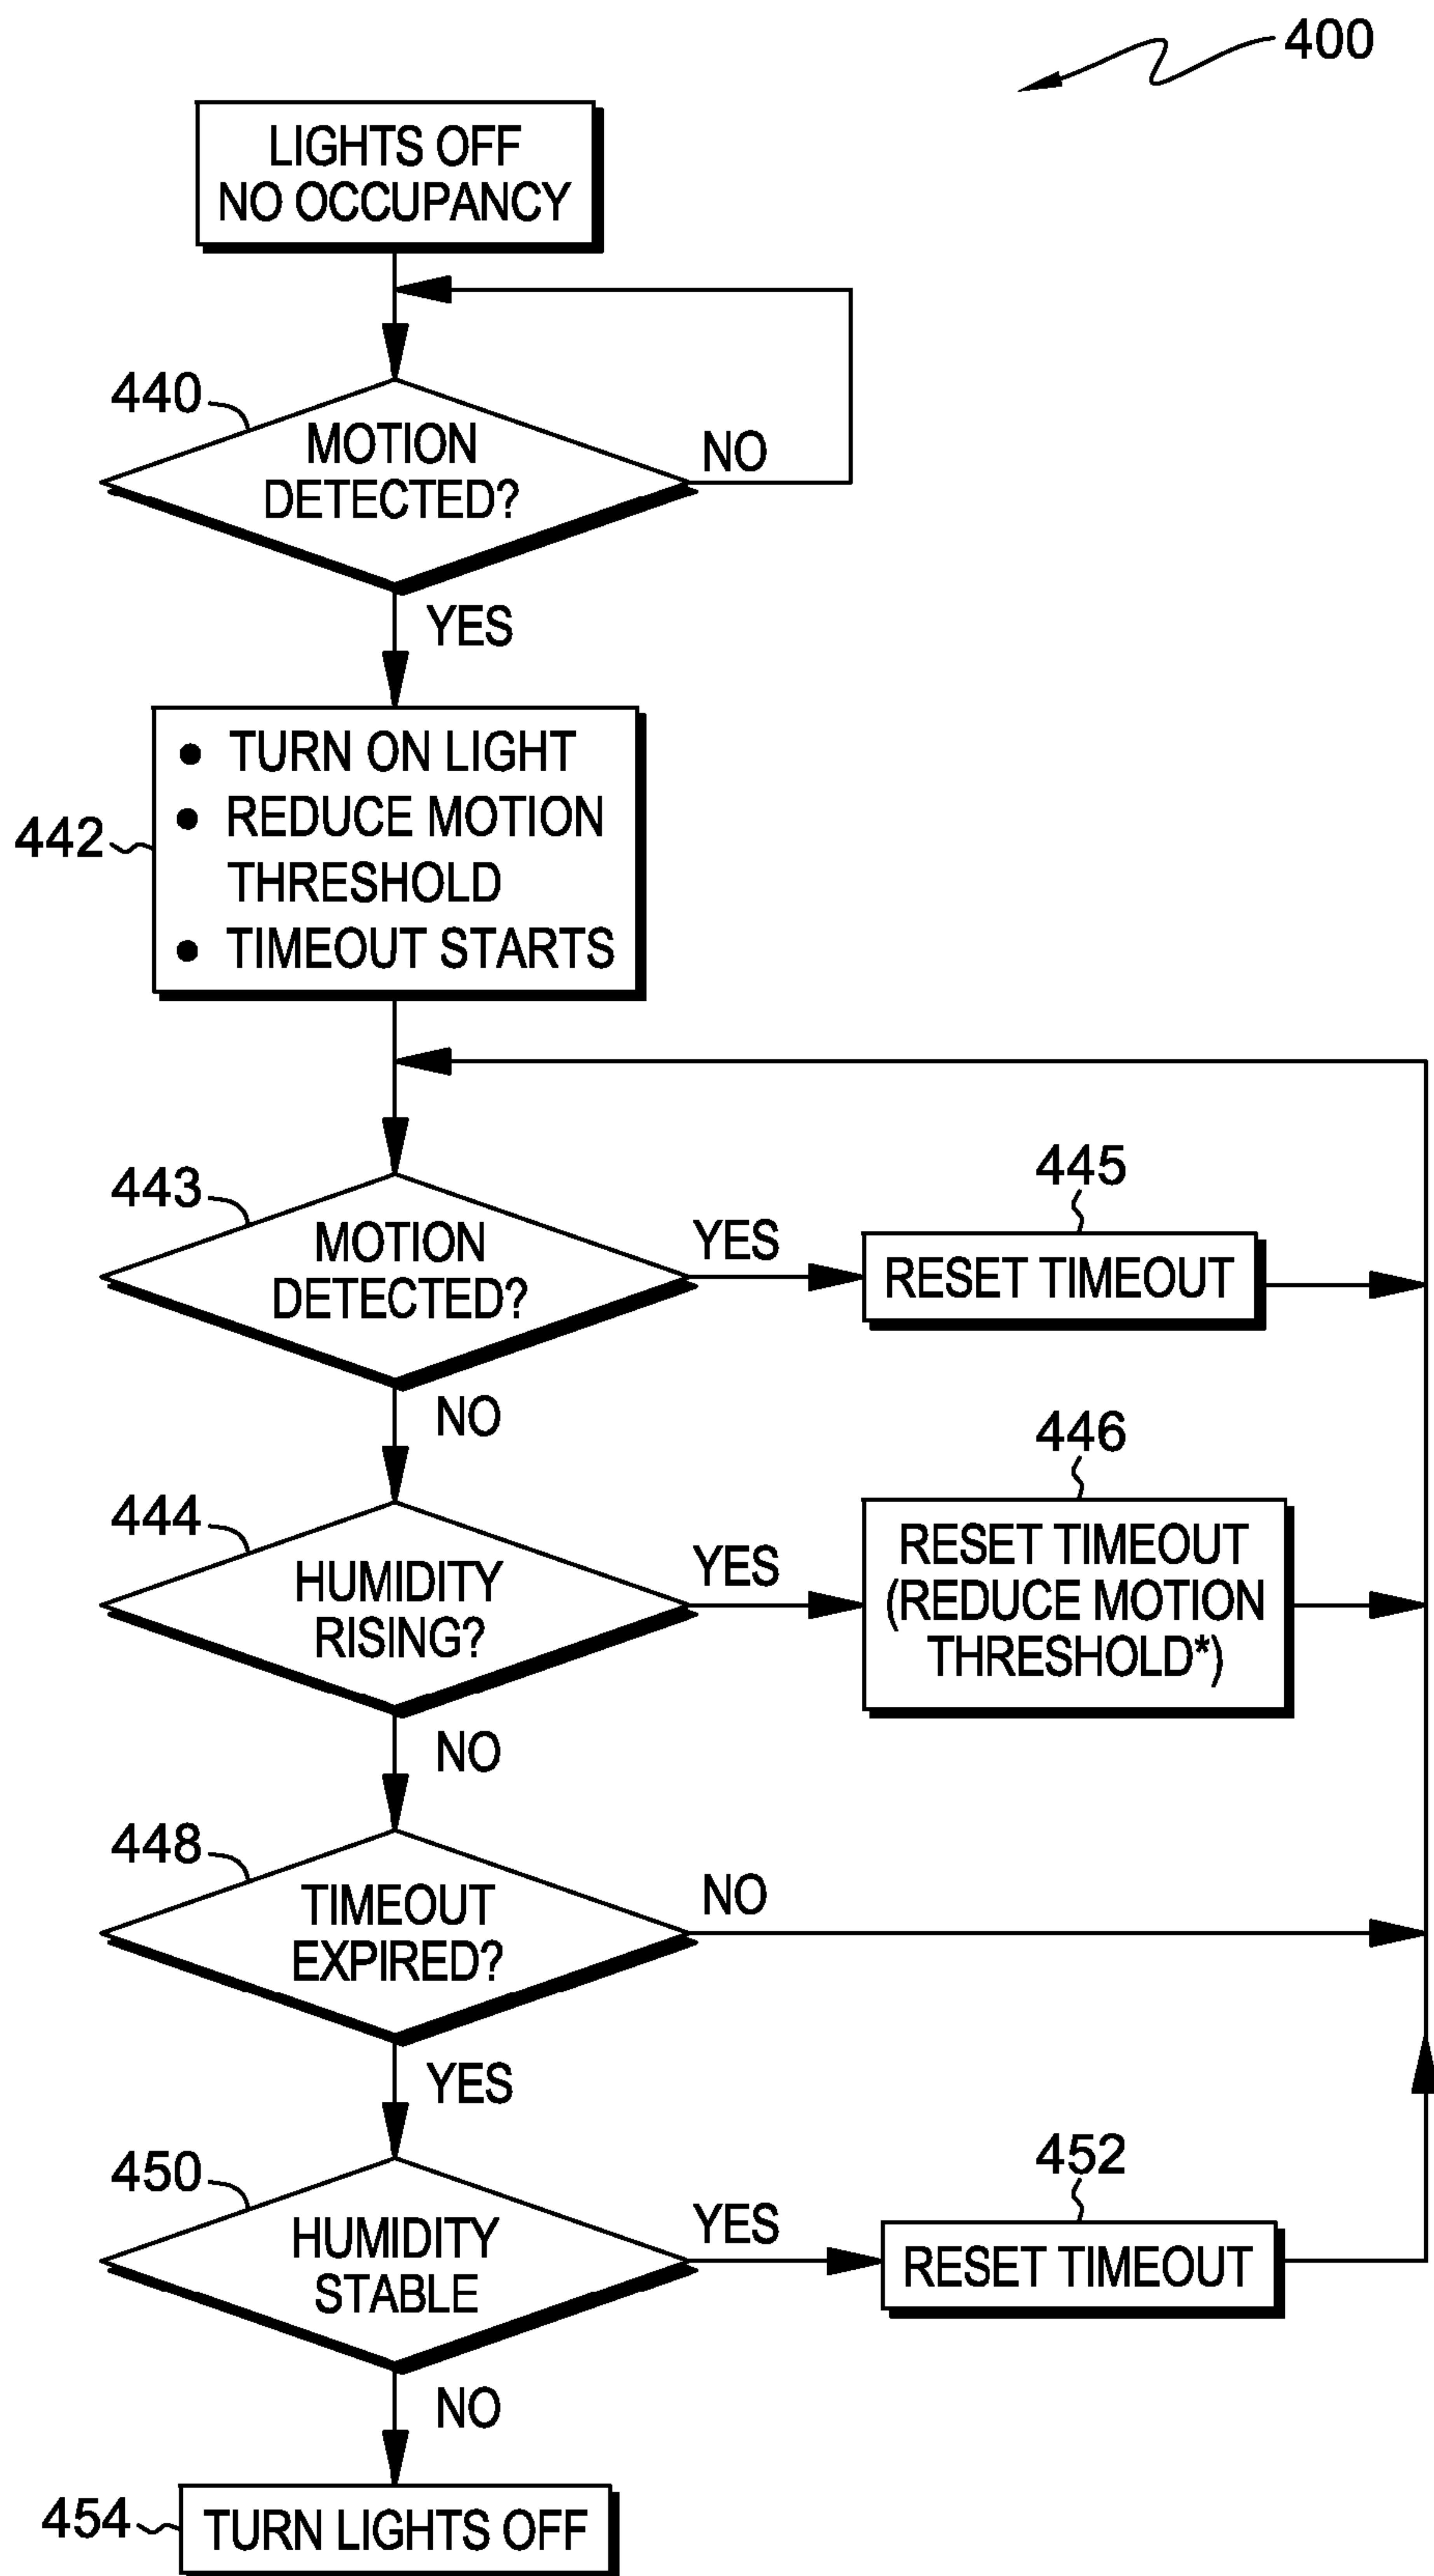 400
LIGHTS OFF
NO OCCUPANCY
440
MOTION
DETECTED?
NO
YES
442
• TURN ON LIGHT
• REDUCE MOTION
THRESHOLD
• TIMEOUT STARTS
443
MOTION
DETECTED?
YES
445
RESET TIMEOUT
NO
444
HUMIDITY
RISING?
YES
446
RESET TIMEOUT
(REDUCE MOTION
THRESHOLD*)
NO
448
TIMEOUT
EXPIRED?
NO
YES
450
HUMIDITY
STABLE
YES
452
RESET TIMEOUT
NO
454
TURN LIGHTS OFF